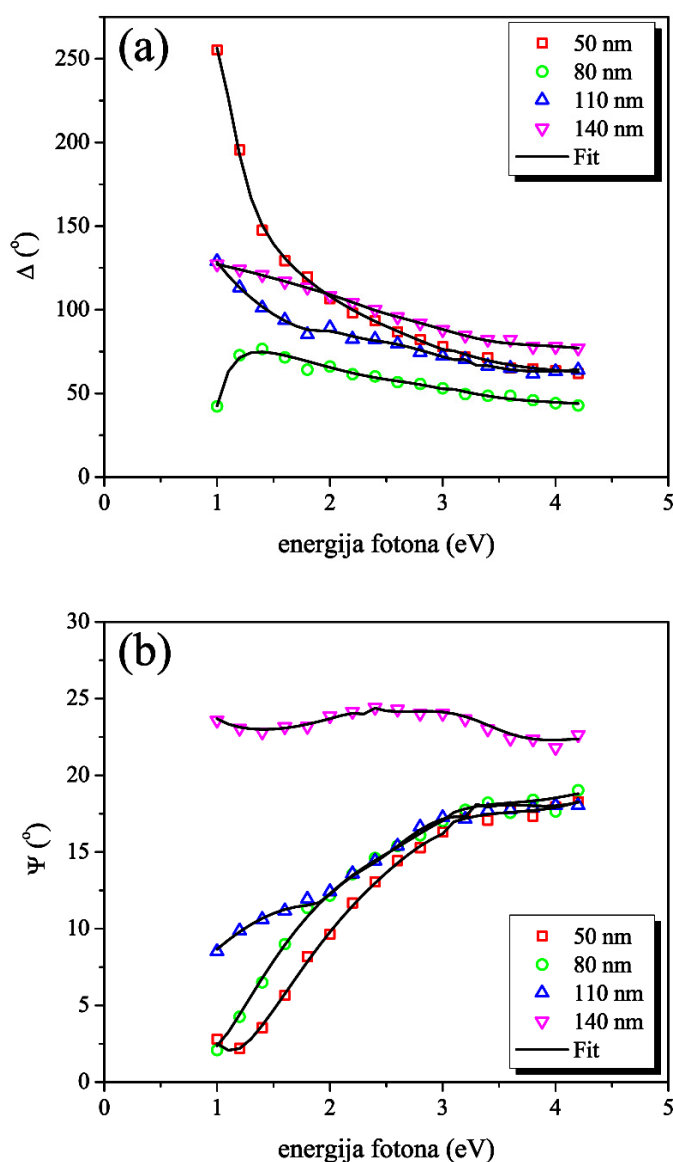 (a)
50 nm
80 nm
110 nm
140 nm
Fit
250
200
150
100
50
0
Δ (°)
0 1 2 3 4 5
energija fotona (eV)
(b)
30
25
20
15
10
5
0
Ψ (°)
50 nm
80 nm
110 nm
140 nm
Fit
0 1 2 3 4 5
energija fotona (eV)